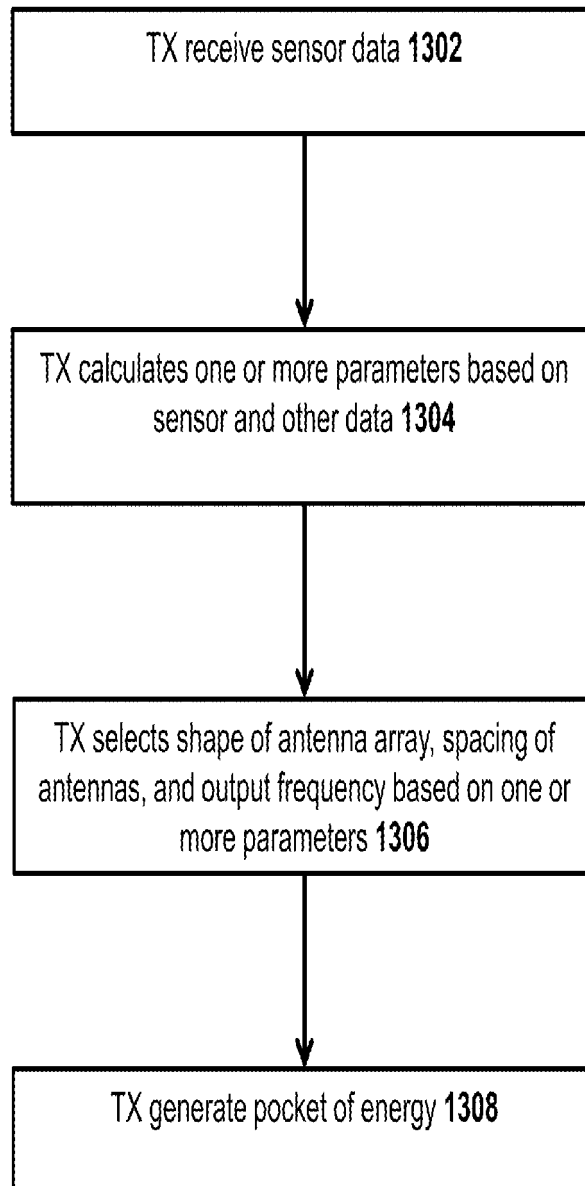 TX receive sensor data 1302
TX calculates one or more parameters based on
sensor and other data 1304
TX selects shape of antenna array, spacing of
antennas, and output frequency based on one or
more parameters 1306
TX generate pocket of energy 1308